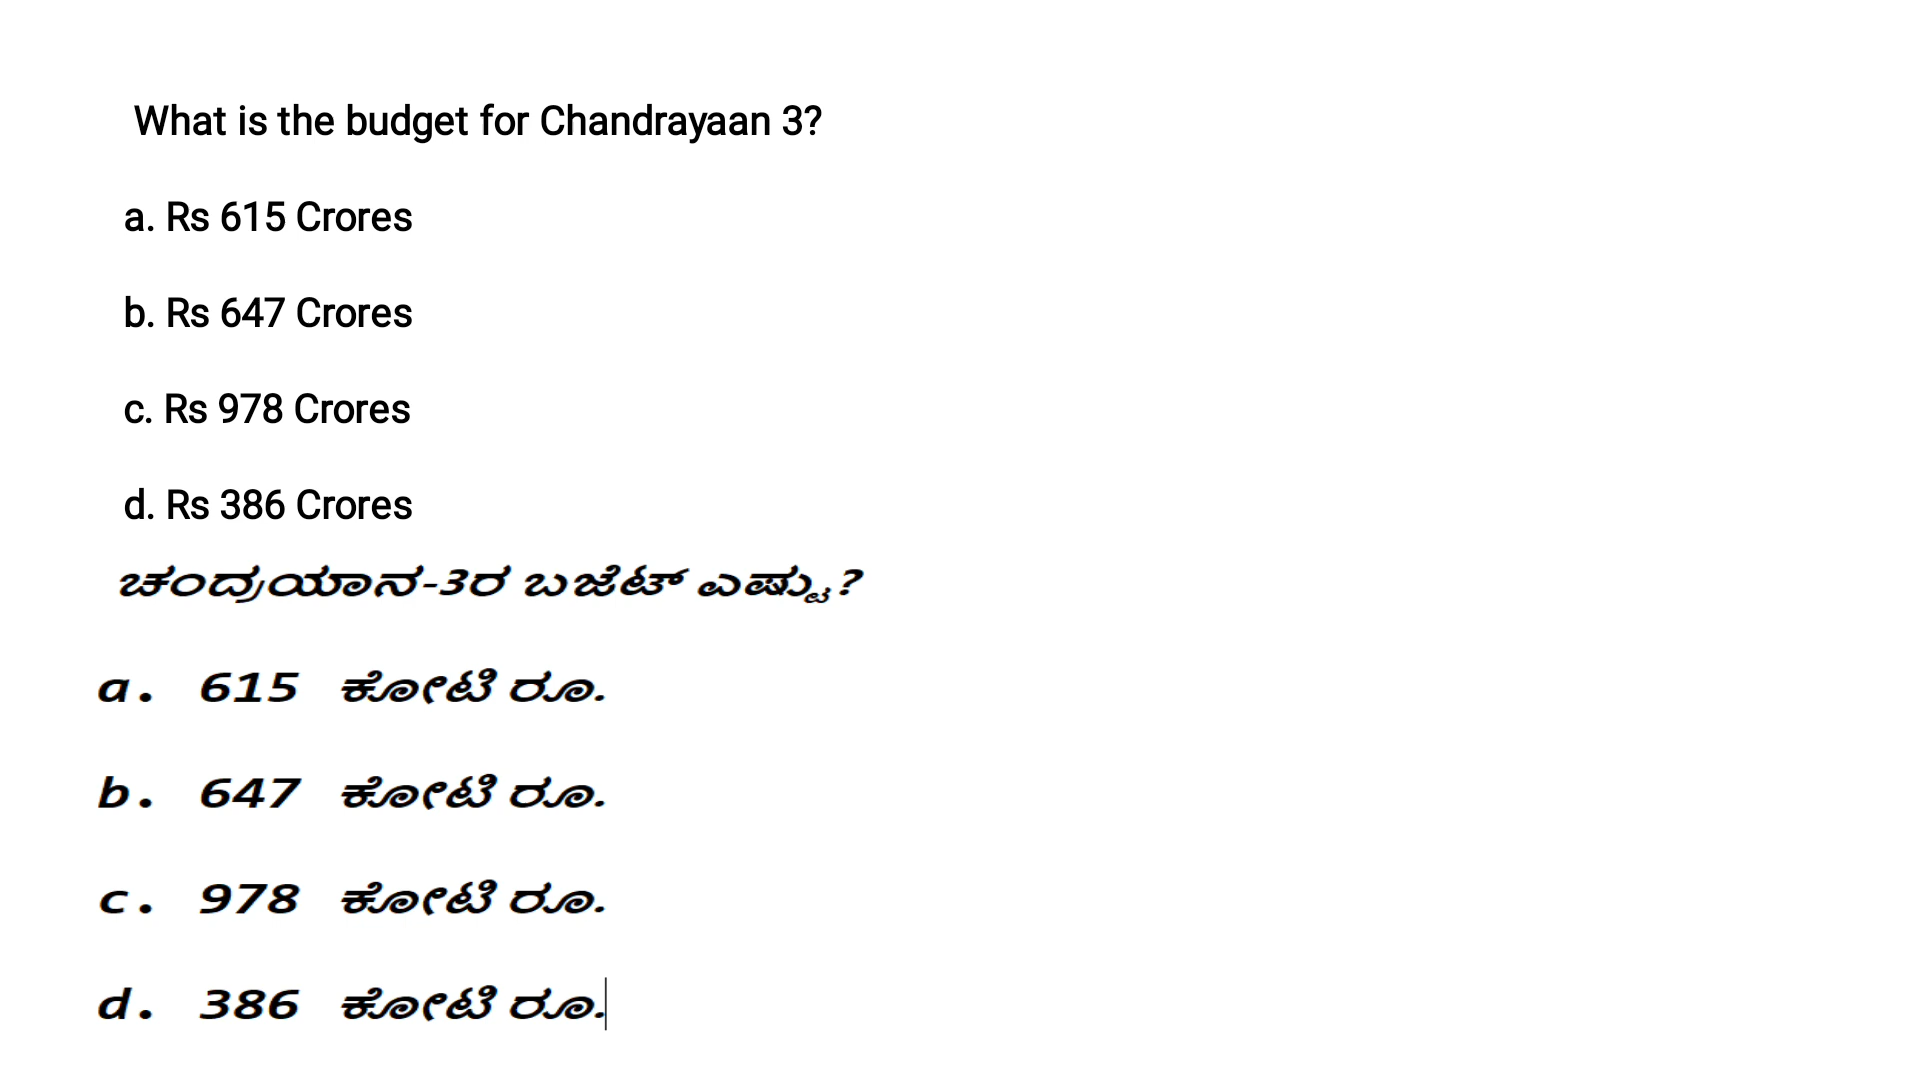 What is the budget for Chandrayaan 3?
a. Rs 615 Crores
b. Rs 647 Crores
c. Rs 978 Crores
d. Rs 386 Crores
ಚಂದ್ರಯಾನ-3ರ ಬಜೆಟ್ ಎಷ್ಟು?
a. 615 ಕೋಟಿ ರೂ.
b. 647 ಕೋಟಿ ರೂ.
c. 978 ಕೋಟಿ ರೂ.
d. 386 ಕೋಟಿ ರೂ.